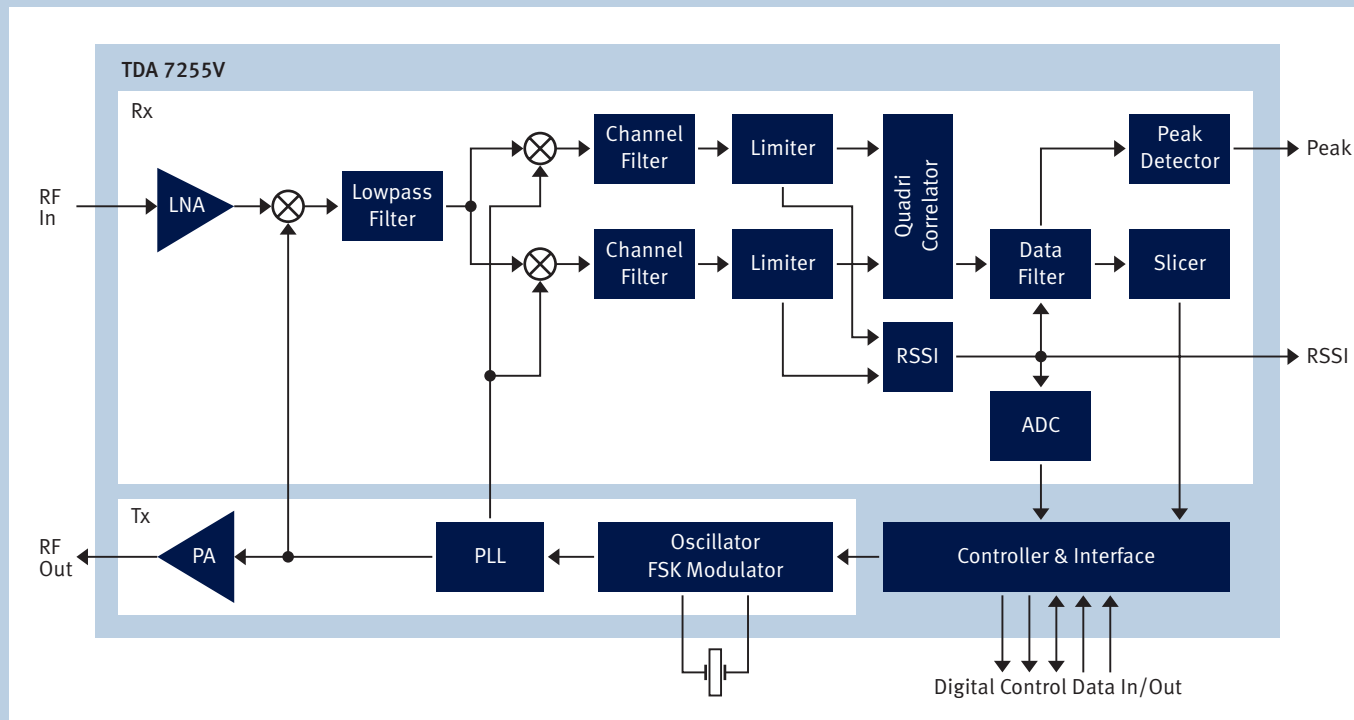 TDA 7255V
Rx
RF
In
LNA
Lowpass
Filter
Channel
Filter
Limiter
Channel
Filter
Limiter
Quadri
Correlator
RSSI
Data
Filter
ADC
Peak
Detector
Slicer
Peak
RSSI
Tx
RF
Out
PA
PLL
Oscillator
FSK Modulator
Controller & Interface
Digital Control Data In/Out